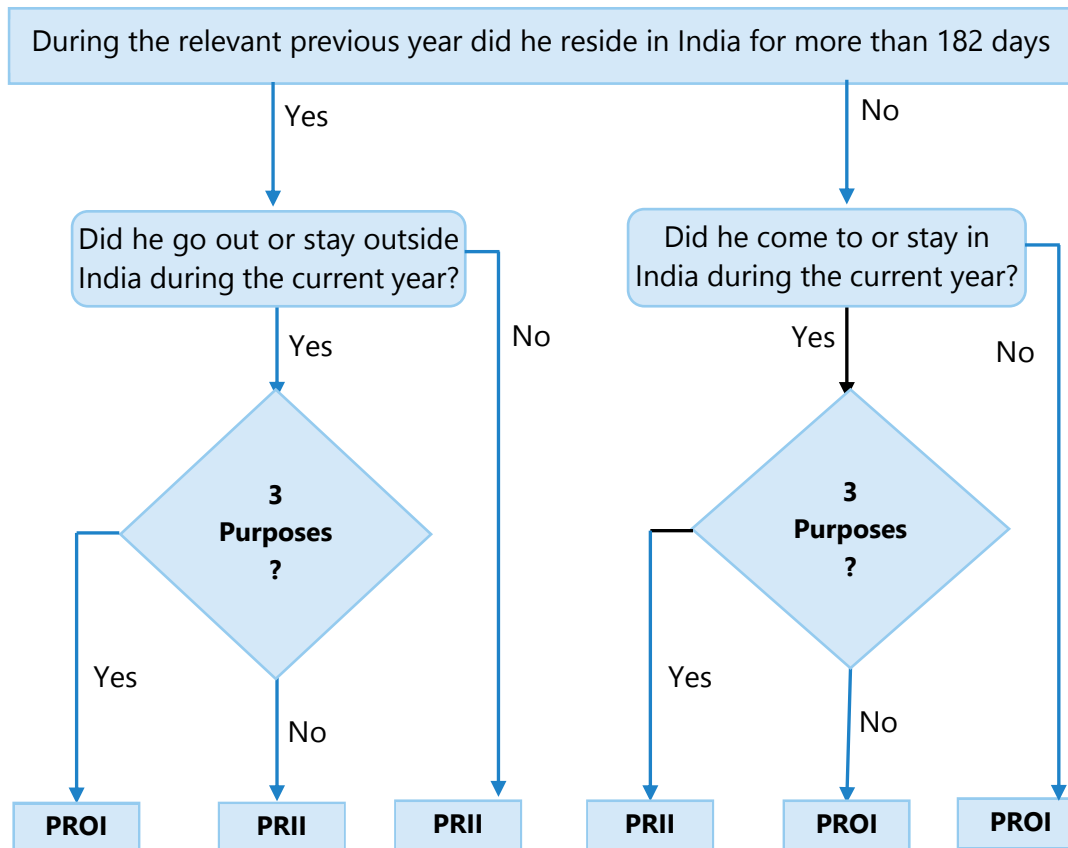 During the relevant previous year did he reside in India for more than 182 days
Yes
No
Did he go out or stay outside
India during the current year?
Did he come to or stay in
India during the current year?
Yes
No
Yes
No
3
Purposes
?
3
Purposes
?
Yes
No
Yes
No
PROI
PRII
PRII
PRII
PROI
PROI